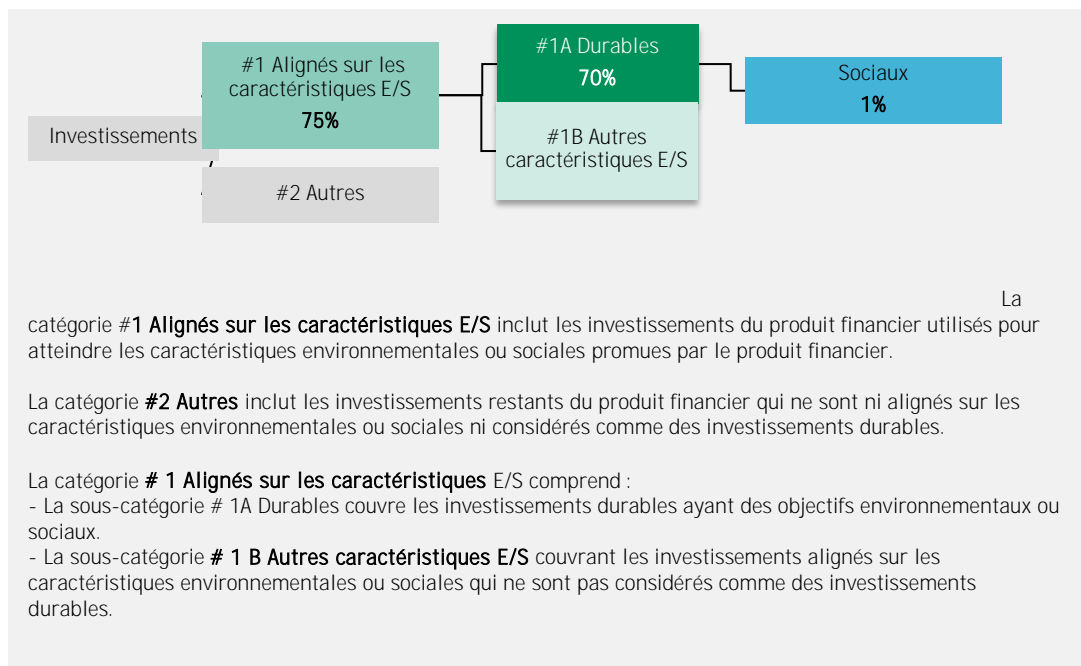 #1A Durables
70%
#1 Alignés sur les
caractéristiques E/S
75%
Sociaux
1%
Investissements
#1B Autres
caractéristiques E/S
#2 Autres
La
catégorie #1 Alignés sur les caractéristiques E/S inclut les investissements du produit financier utilisés pour
atteindre les caractéristiques environnementales ou sociales promues par le produit financier.
La catégorie #2 Autres inclut les investissements restants du produit financier qui ne sont ni alignés sur les
caractéristiques environnementales ou sociales ni considérés comme des investissements durables.
La catégorie # 1 Alignés sur les caractéristiques E/S comprend :
- La sous-catégorie # 1A Durables couvre les investissements durables ayant des objectifs environnementaux ou
sociaux.
- La sous-catégorie # 1 B Autres caractéristiques E/S couvrant les investissements alignés sur les
caractéristiques environnementales ou sociales qui ne sont pas considérés comme des investissements
durables.